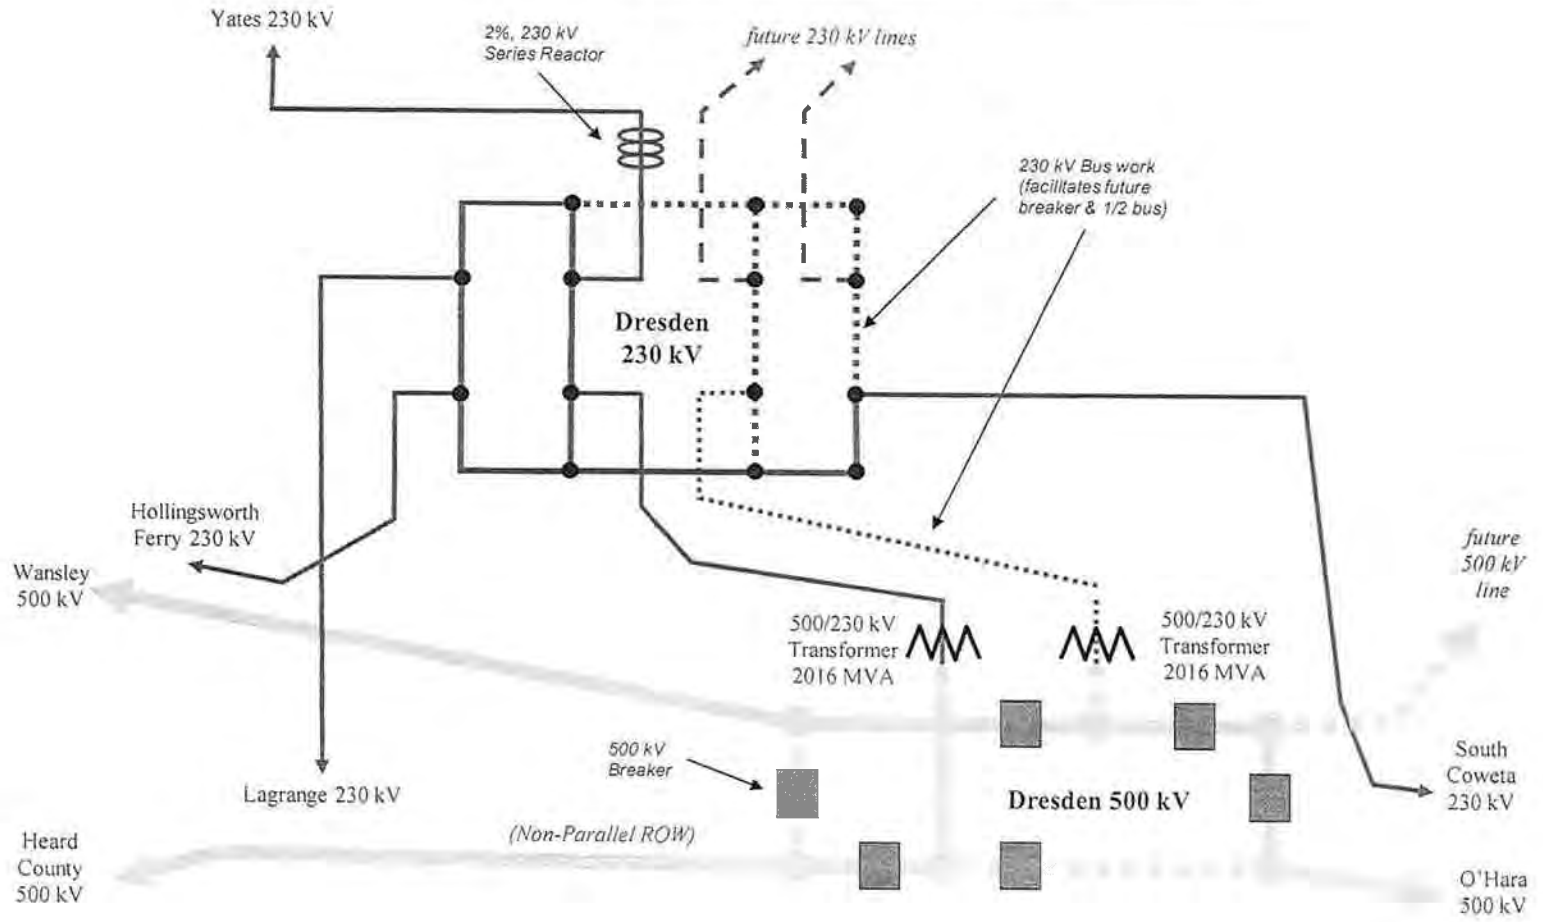 Yates 230 kV
2%, 230 kV
Series Reactor
future 230 kV lines
230 kV Bus work
(facilitates future
breaker & 1/2 bus)
Dresden
230 kV
Hollingsworth
Ferry 230 kV
Wansley
500 kV
future
500 kV
line
500/230 kV
Transformer
2016 MVA
500/230 kV
Transformer
2016 MVA
500 kV
Breaker
Dresden 500 kV
South
Coweta
230 kV
Lagrange 230 kV
(Non-Parallel ROW)
Heard
County
500 kV
O'Hara
500 kV